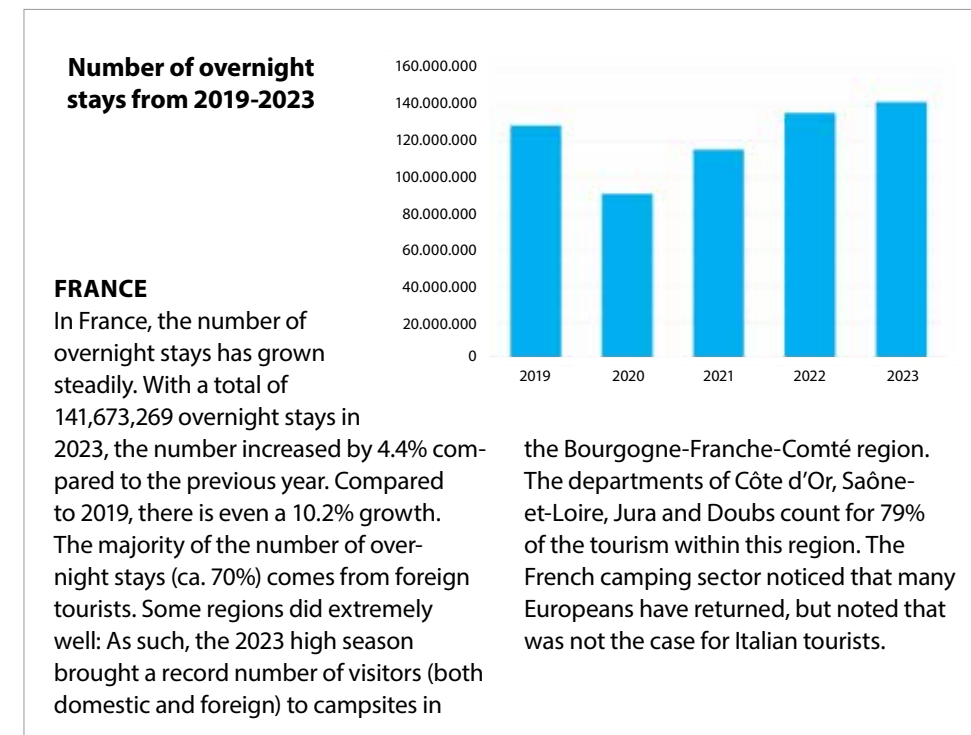 Number of overnight
stays from 2019-2023
160.000.000
140.000.000
120.000.000
100.000.000
80.000.000
60.000.000
40.000.000
20.000.000
0
2019 2020 2021 2022 2023
FRANCE
In France, the number of
overnight stays has grown
steadily. With a total of
141,673,269 overnight stays in
2023, the number increased by 4.4% com-
pared to the previous year. Compared
to 2019, there is even a 10.2% growth.
The majority of the number of over-
night stays (ca. 70%) comes from foreign
tourists. Some regions did extremely
well: As such, the 2023 high season
brought a record number of visitors (both
domestic and foreign) to campsites in
the Bourgogne-Franche-Comté region.
The departments of Côte d’Or, Saône-
et-Loire, Jura and Doubs count for 79%
of the tourism within this region. The
French camping sector noticed that many
Europeans have returned, but noted that
was not the case for Italian tourists.